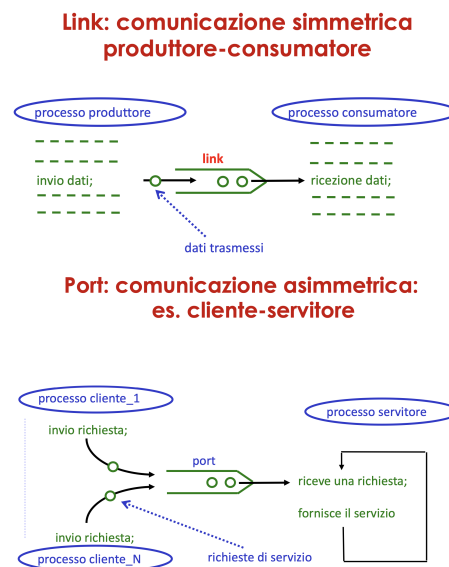 Link: comunicazione simmetrica
produttore-consumatore
processo produttore
processo consumatore
link
invio dati;
ricezione dati;
dati trasmessi
Port: comunicazione asimmetrica:
es. cliente-servitore
processo cliente_1
processo servitore
invio richiesta;
port
riceve una richiesta;
fornisce il servizio
invio richiesta;
processo cliente_N
richieste di servizio